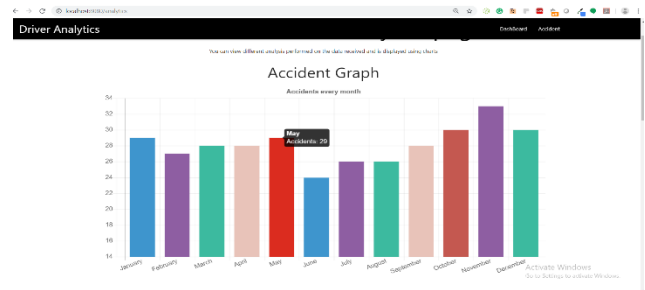 localhost:8080/analytics
Driver Analytics
Dashboard Accident
You can view different analysis performed on the data received and is displayed using charts
Accident Graph
Accidents every month
34
32
30
28
26
24
22
20
18
16
14
May
Accidents: 29
January February March April May June July August September October November December
Activate Windows
Go to Settings to activate Windows.